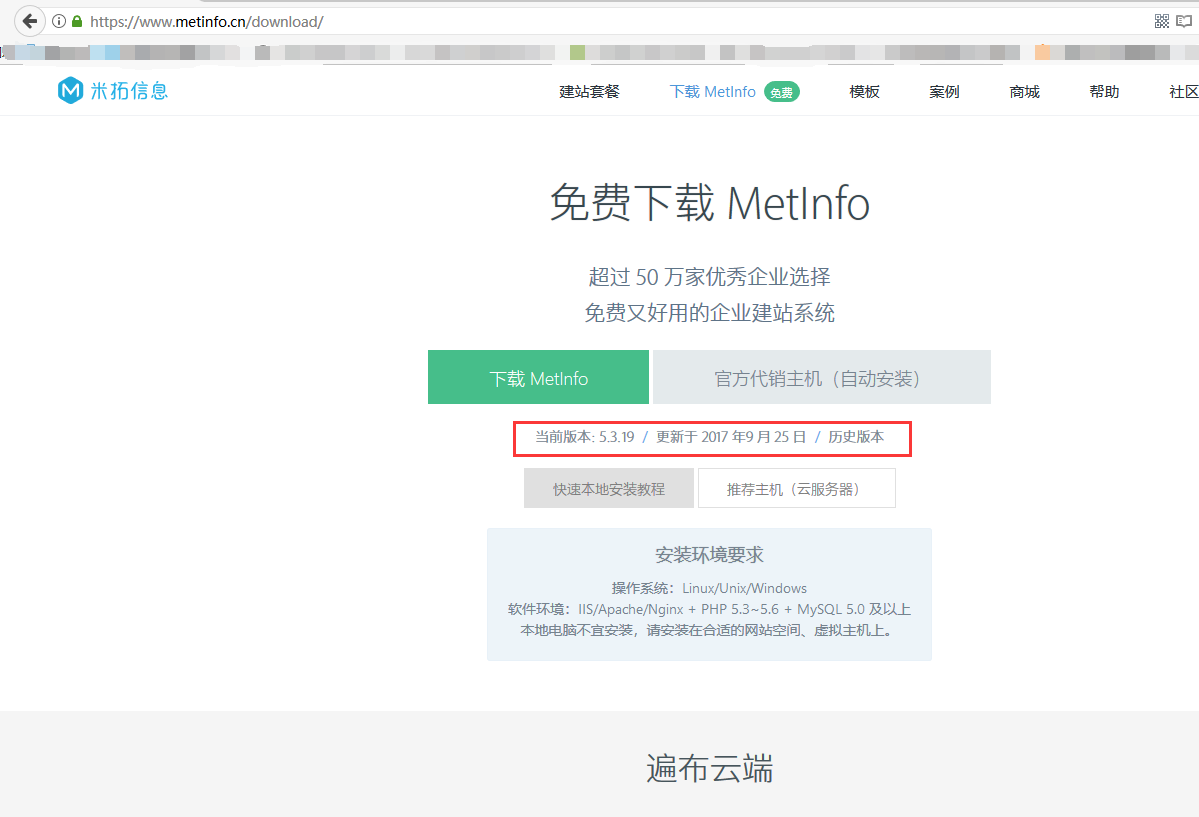 https://www.metinfo.cn/download/
米拓信息 建站套餐 下载 MetInfo 免费 模板 案例 商城 帮助 社区
免费下载 MetInfo
超过 50 万家优秀企业选择
免费又好用的企业建站系统
下载 MetInfo 官方代销主机（自动安装）
当前版本: 5.3.19 / 更新于 2017 年9 月 25 日 / 历史版本
快速本地安装教程 推荐主机（云服务器）
安装环境要求
操作系统：Linux/Unix/Windows
软件环境：IIS/Apache/Nginx + PHP 5.3~5.6 + MySQL 5.0 及以上
本地电脑不宜安装，请安装在合适的网站空间、虚拟主机上。
遍布云端